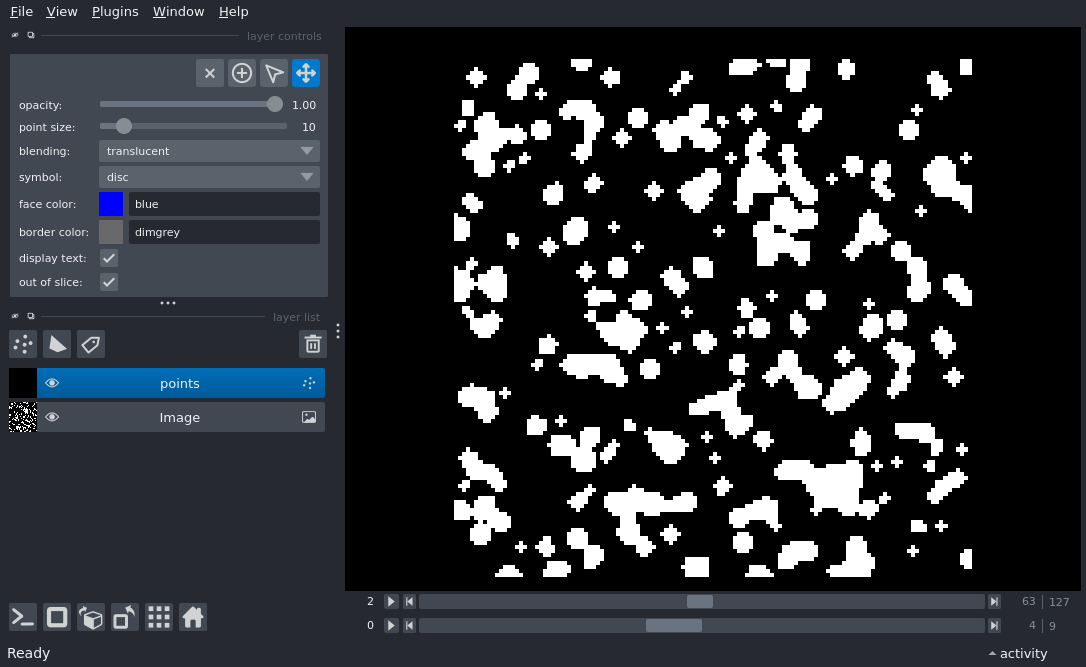 File View Plugins Window Help
layer controls
opacity: 1.00
point size: 10
blending: translucent
symbol: disc
face color: blue
border color: dimgrey
display text:
out of slice:
layer list
points
Image
2 63 127
0 4 9
Ready activity